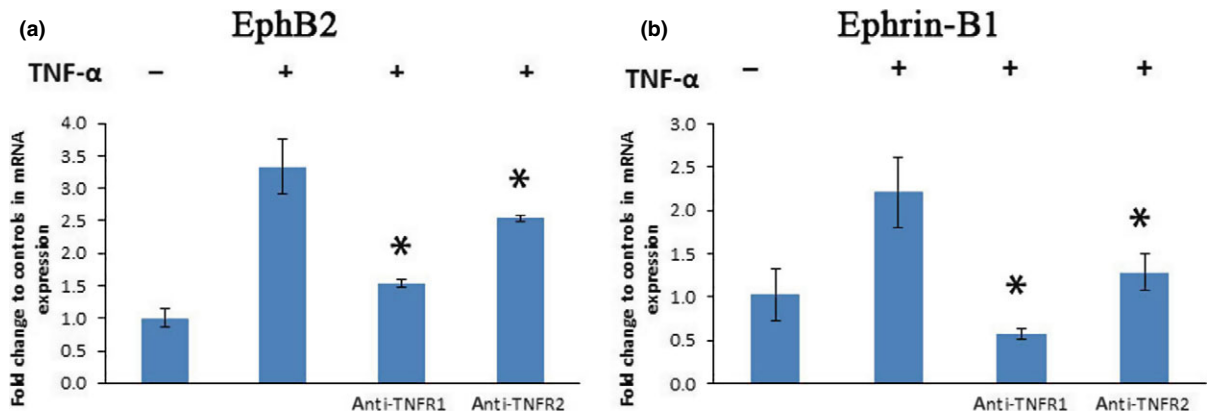 (a)
EphB2
TNF-α − + + +
Fold change to controls in mRNA
expression
4.0
3.5
3.0
2.5
2.0
1.5
1.0
0.5
0.0
*
*
Anti-TNFR1 Anti-TNFR2
(b)
Ephrin-B1
TNF-α − + + +
Fold change to controls in mRNA
expression
3.0
2.5
2.0
1.5
1.0
0.5
0.0
*
*
Anti-TNFR1 Anti-TNFR2